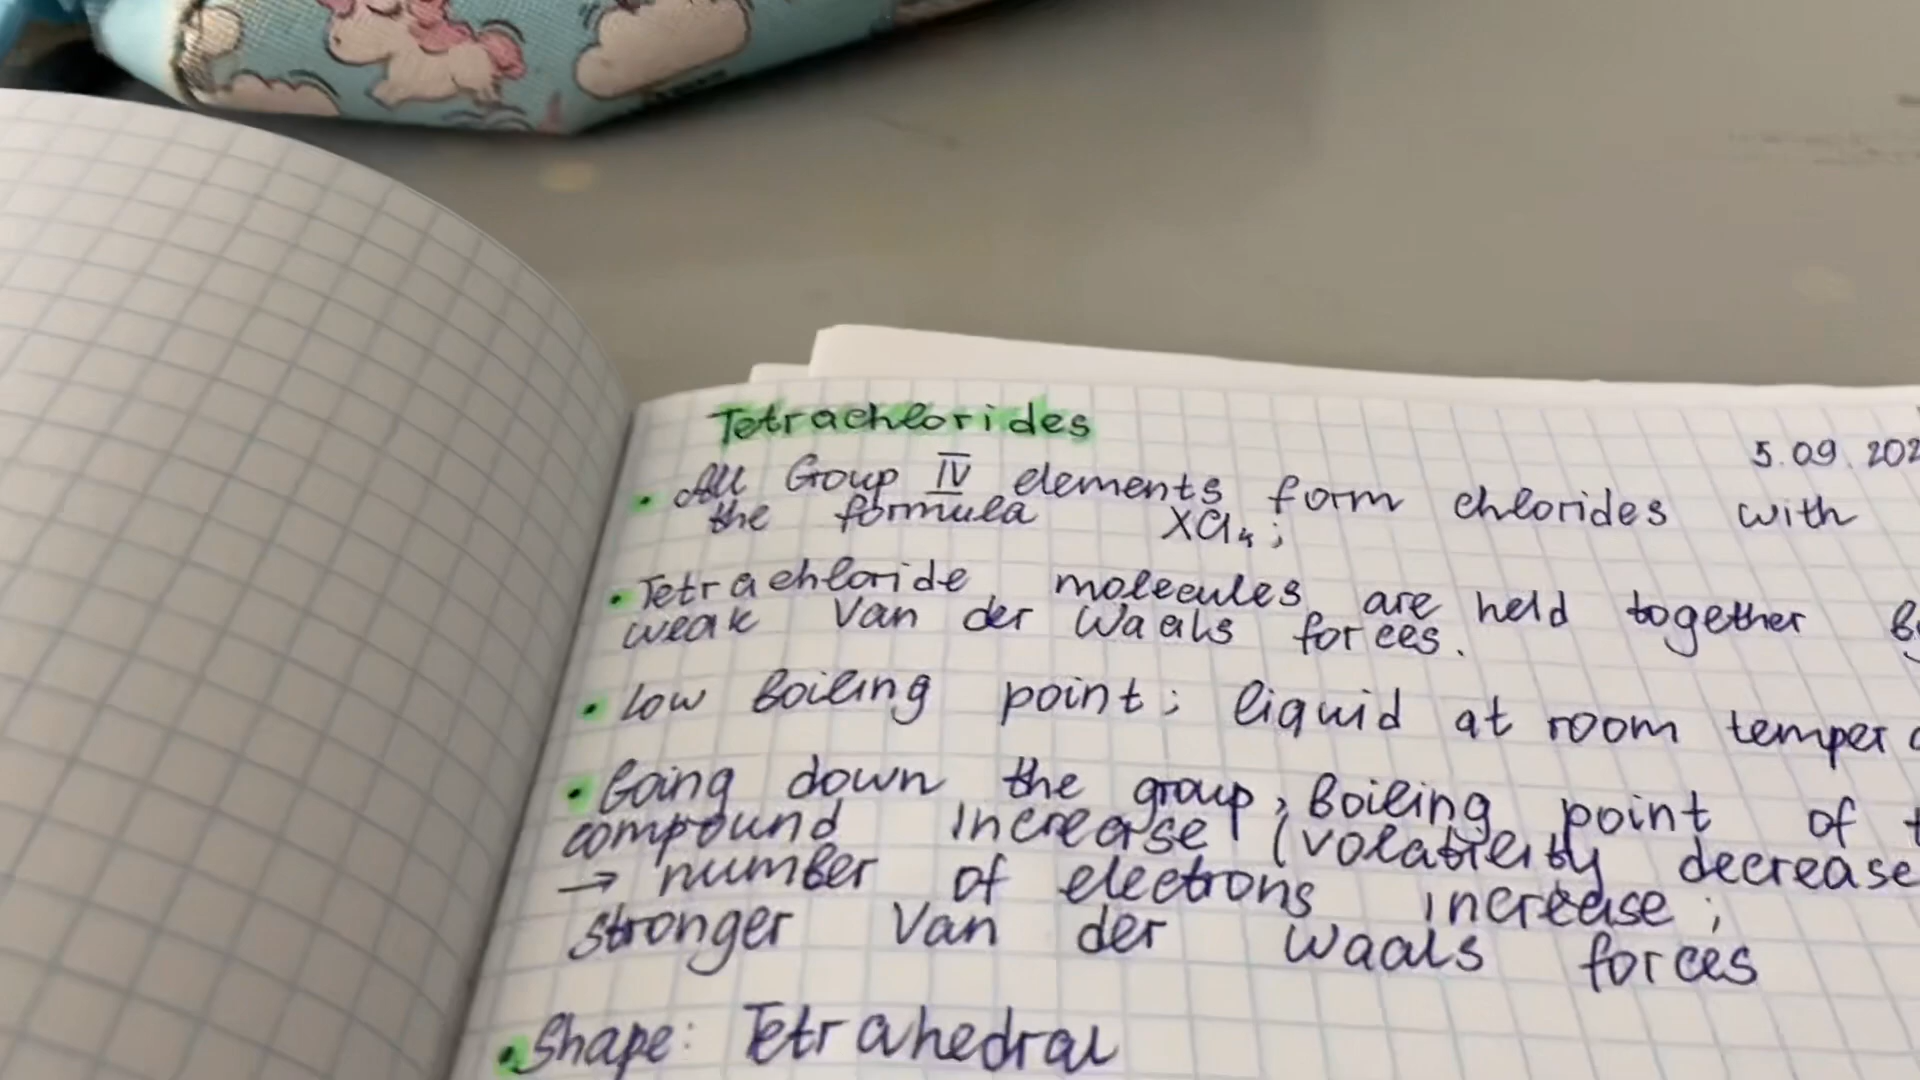 Tetrachlorides
5.09.202
• All Group IV elements form chlorides with
the formula XCl₄;
• Tetrachloride molecules are held together
weak Van der Waals forces.
• Low boiling point; liquid at room temper
• Going down the group, boiling point of
compound increase (volatility decrease
→ number of electrons increase;
stronger Van der Waals forces
• Shape: Tetrahedral